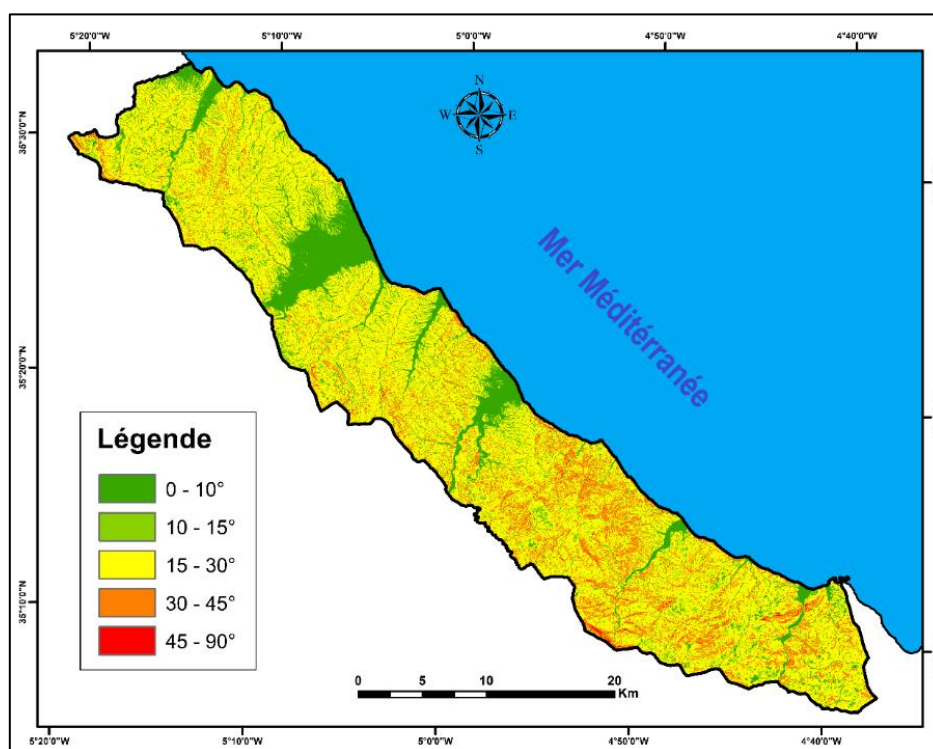 5°20'0"W 5°10'0"W 5°0'0"W 4°50'0"W 4°40'0"W
N
W E
S
35°30'0"N
35°20'0"N
35°10'0"N
Mer Méditérranée
Légende
0 - 10°
10 - 15°
15 - 30°
30 - 45°
45 - 90°
0 5 10 20
Km
5°20'0"W 5°10'0"W 5°0'0"W 4°50'0"W 4°40'0"W